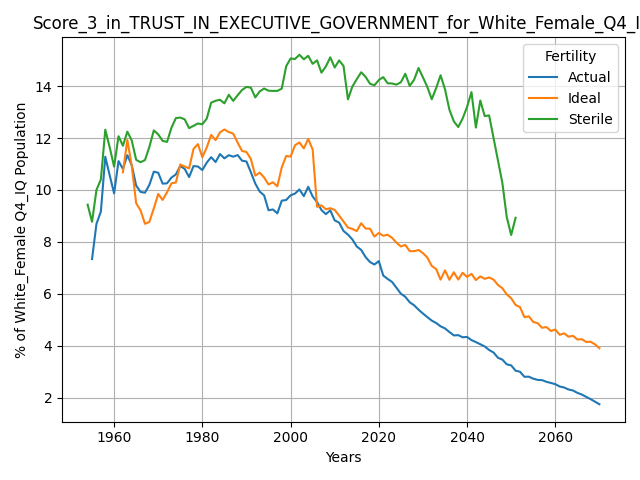 Score_3_in_TRUST_IN_EXECUTIVE_GOVERNMENT_for_White_Female_Q4_I
Fertility
Actual
Ideal
Sterile
% of White_Female Q4_IQ Population
14
12
10
8
6
4
2
1960 1980 2000 2020 2040 2060
Years